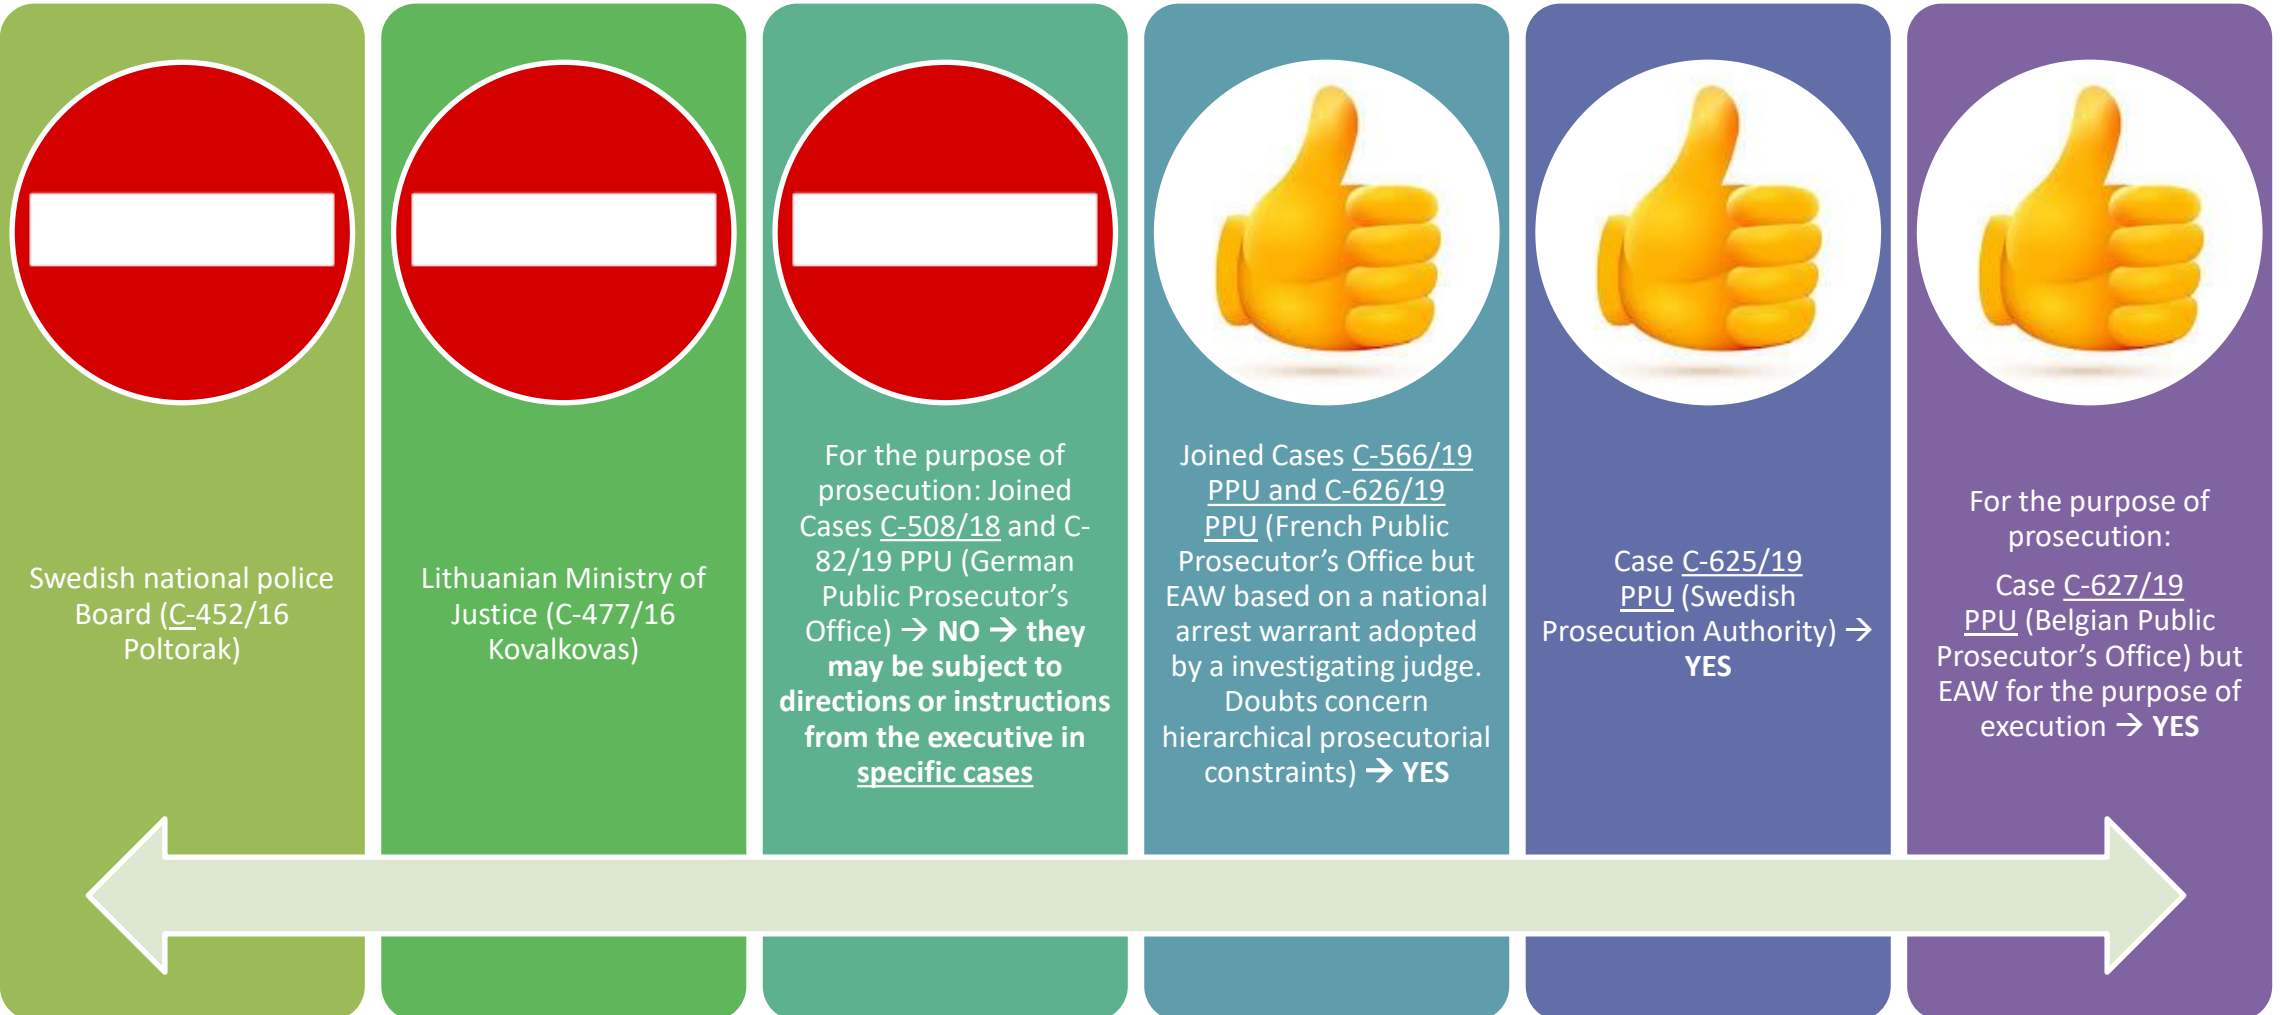 Swedish national police
Board (C-452/16
Poltorak)
Lithuanian Ministry of
Justice (C-477/16
Kovalkovas)
For the purpose of
prosecution: Joined
Cases C-508/18 and C-
82/19 PPU (German
Public Prosecutor’s
Office) → NO → they
may be subject to
directions or instructions
from the executive in
specific cases
Joined Cases C-566/19
PPU and C-626/19
PPU (French Public
Prosecutor’s Office but
EAW based on a national
arrest warrant adopted
by a investigating judge.
Doubts concern
hierarchical prosecutorial
constraints) → YES
Case C-625/19
PPU (Swedish
Prosecution Authority) →
YES
For the purpose of
prosecution:
Case C-627/19
PPU (Belgian Public
Prosecutor’s Office) but
EAW for the purpose of
execution → YES